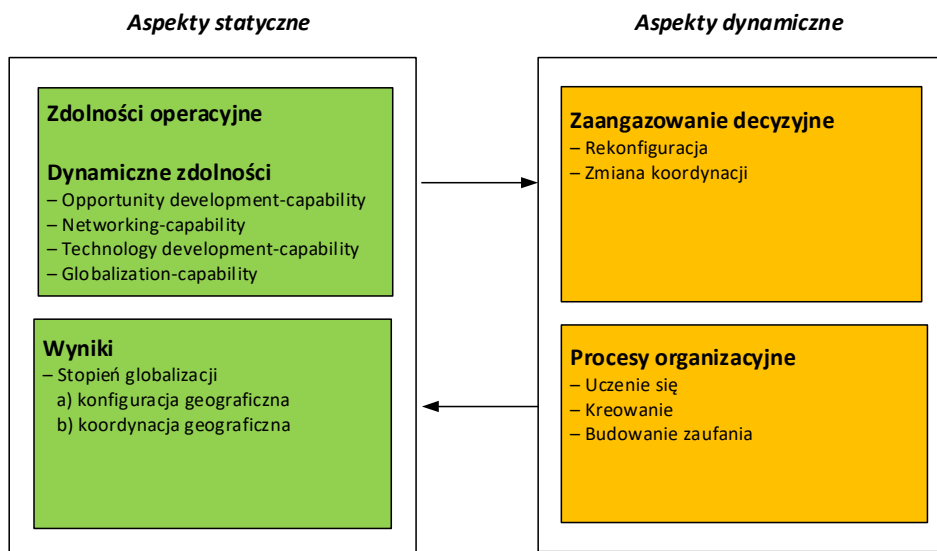 Aspekty statyczne
Aspekty dynamiczne
Zdolności operacyjne
Dynamiczne zdolności
– Opportunity development-capability
– Networking-capability
– Technology development-capability
– Globalization-capability
Wyniki
– Stopień globalizacji
a) konfiguracja geograficzna
b) koordynacja geograficzna
Zaangazowanie decyzyjne
– Rekonfiguracja
– Zmiana koordynacji
Procesy organizacyjne
– Uczenie się
– Kreowanie
– Budowanie zaufania